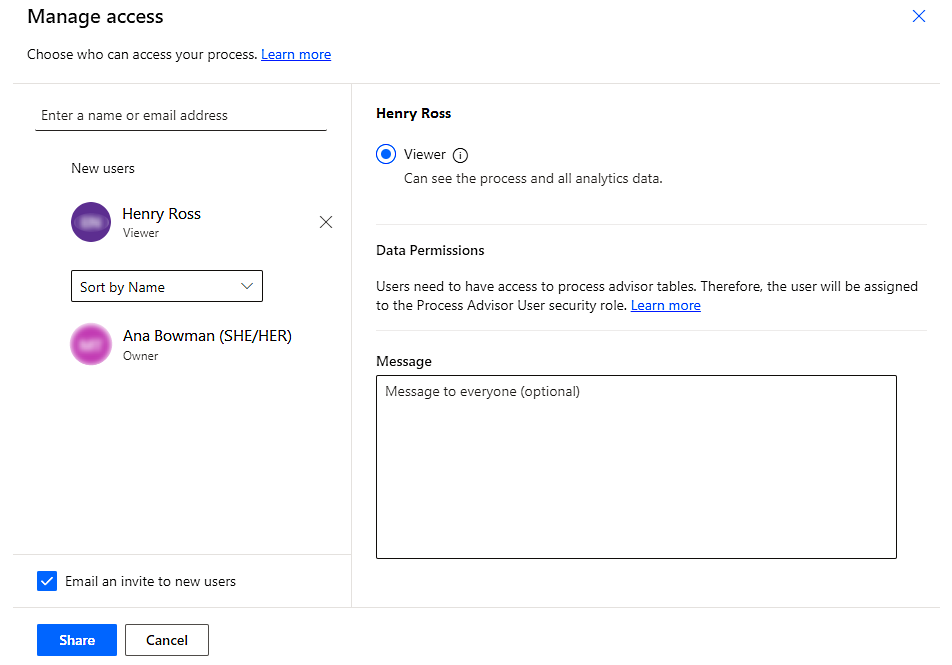 Manage access
Choose who can access your process. Learn more
Enter a name or email address
New users
Henry Ross
Viewer
Sort by Name
Ana Bowman (SHE/HER)
Owner
Email an invite to new users
Share
Cancel
Henry Ross
Viewer
Can see the process and all analytics data.
Data Permissions
Users need to have access to process advisor tables. Therefore, the user will be assigned
to the Process Advisor User security role. Learn more
Message
Message to everyone (optional)